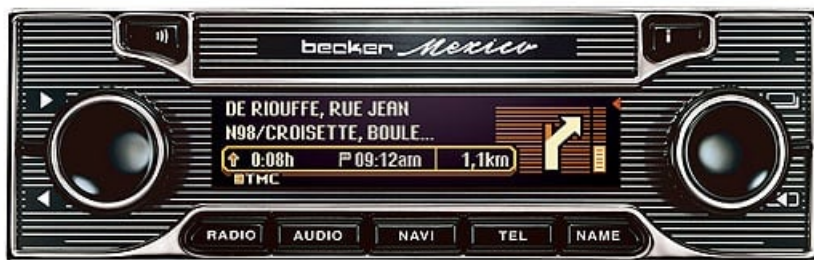 becker Mexico
i
DE RIOUFFE, RUE JEAN
N98/CROISETTE, BOULE...
0:08h 09:12am 1,1km
TMC
RADIO AUDIO NAVI TEL NAME